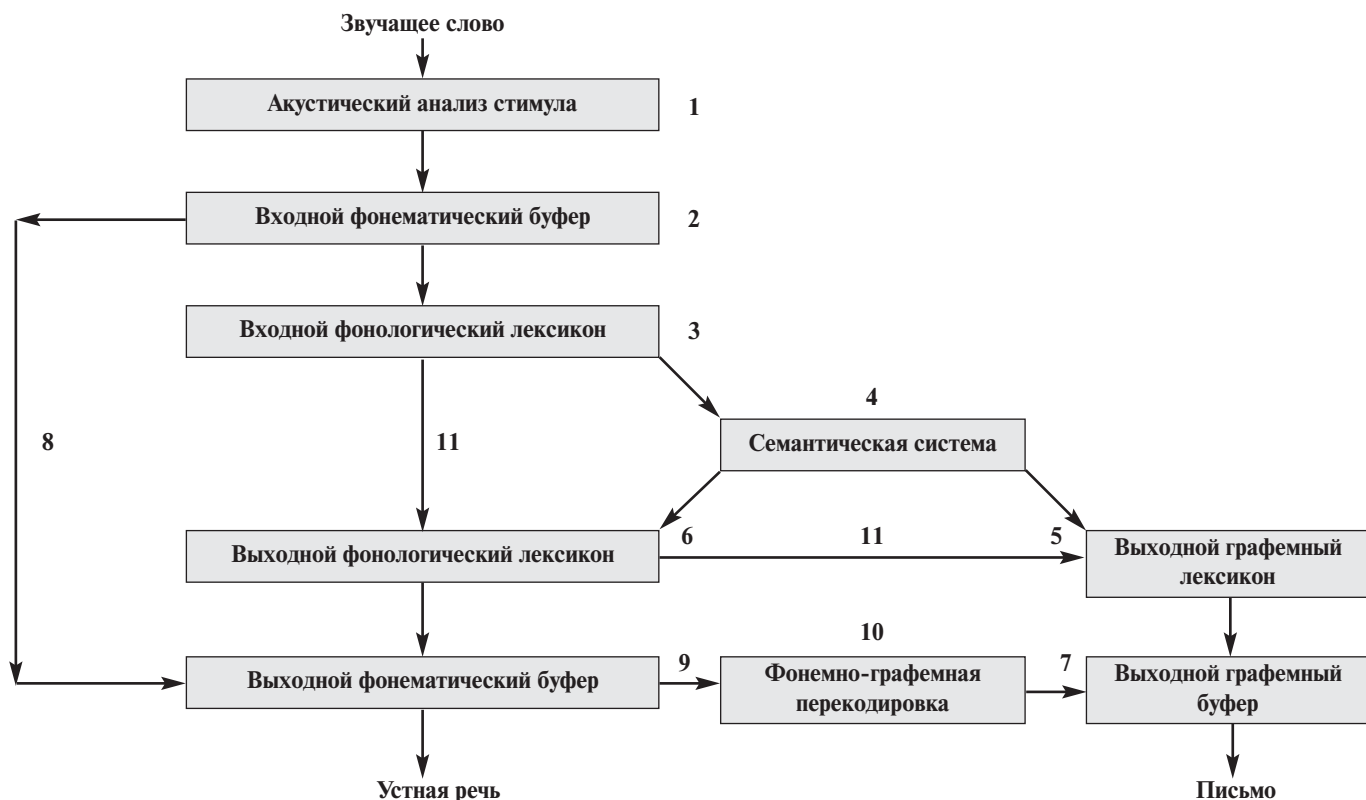 Звучащее слово
Акустический анализ стимула
1
Входной фонематический буфер
2
Входной фонологический лексикон
3
4
8
11
Семантическая система
Выходной фонологический лексикон
6
11
5
Выходной графемный
лексикон
10
Выходной фонематический буфер
9
Фонемно-графемная
перекодировка
7
Выходной графемный
буфер
Устная речь
Письмо